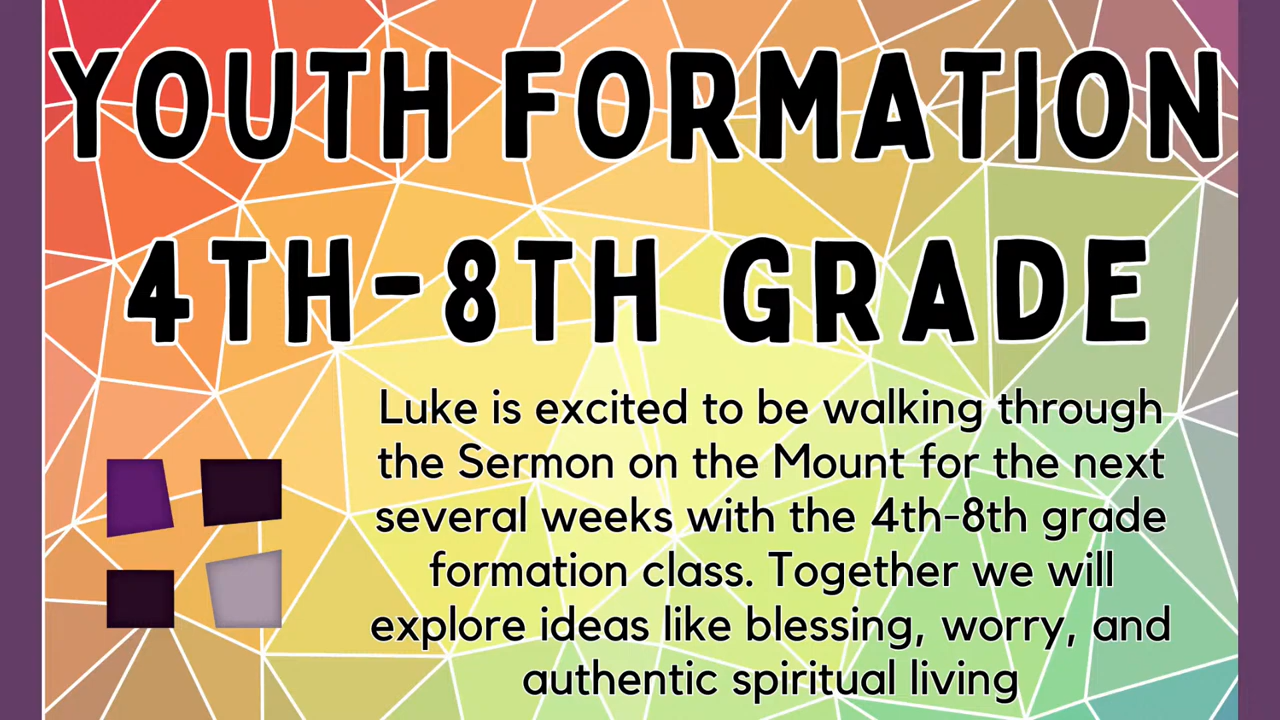 YOUTH FORMATION
4TH-8TH GRADE
Luke is excited to be walking through
the Sermon on the Mount for the next
several weeks with the 4th-8th grade
formation class. Together we will
explore ideas like blessing, worry, and
authentic spiritual living